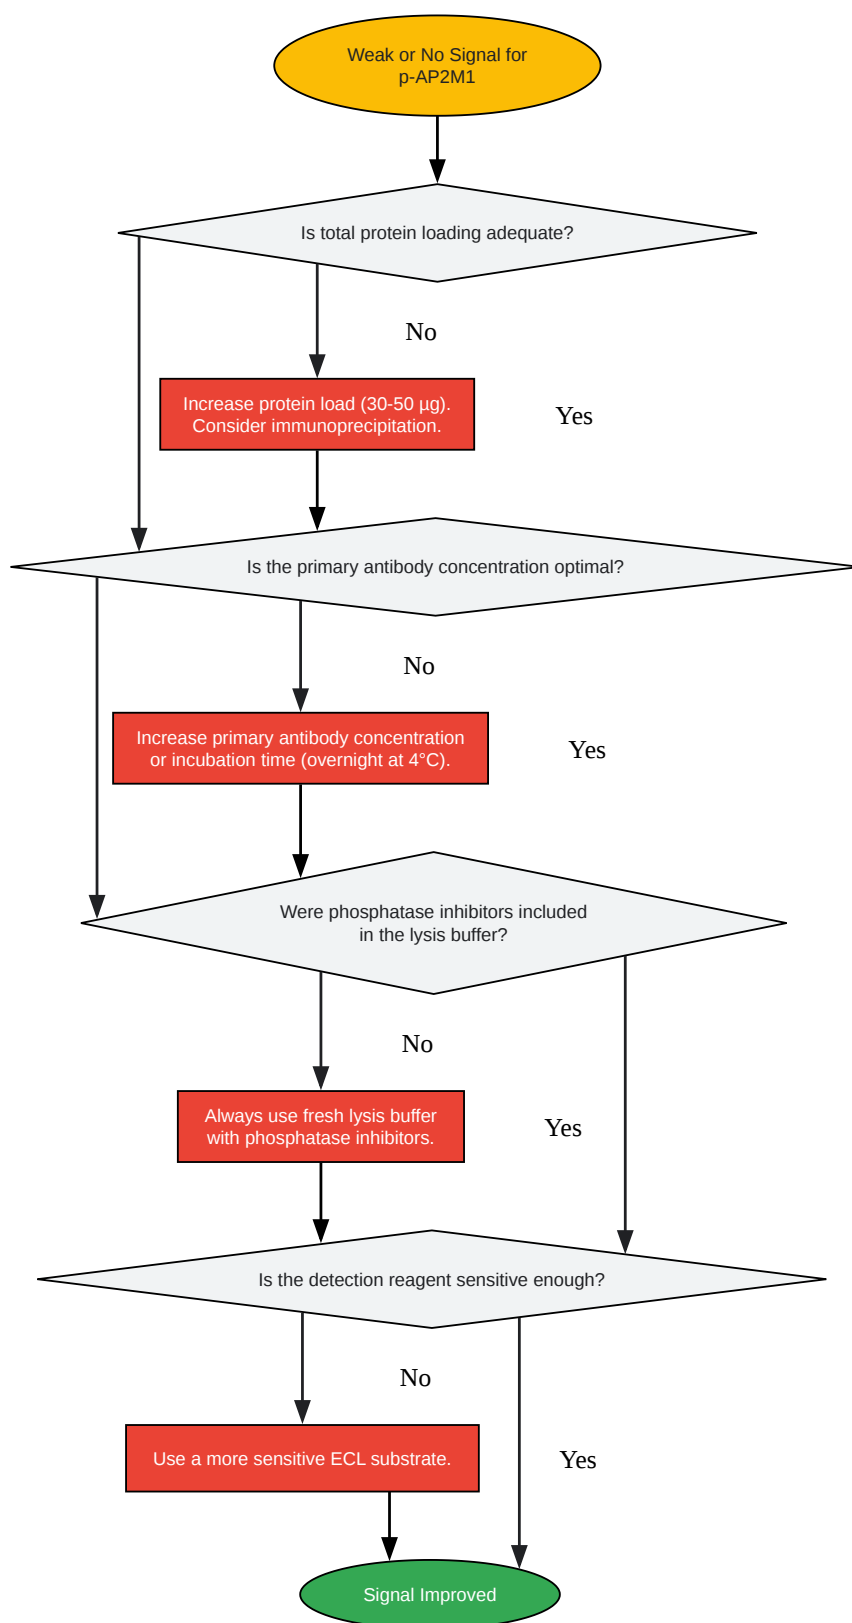 Weak or No Signal for
p-AP2M1
Is total protein loading adequate?
No
Increase protein load (30-50 µg).
Consider immunoprecipitation.
Yes
Is the primary antibody concentration optimal?
No
Increase primary antibody concentration
or incubation time (overnight at 4°C).
Yes
Were phosphatase inhibitors included
in the lysis buffer?
No
Always use fresh lysis buffer
with phosphatase inhibitors.
Yes
Is the detection reagent sensitive enough?
No
Use a more sensitive ECL substrate.
Yes
Signal Improved